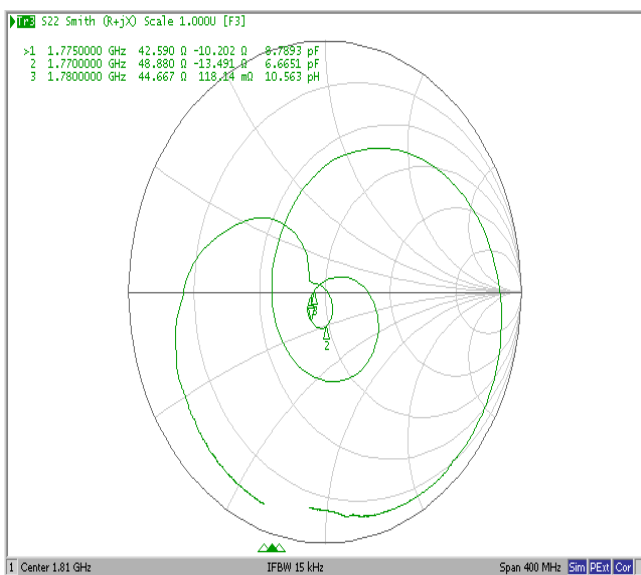 Tr3 S22 Smith (R+jX) Scale 1.000U [F3]
>1 1.7750000 GHz 42.590 Ω -10.202 Ω 8.7893 pF
2 1.7700000 GHz 48.880 Ω -13.491 Ω 6.6651 pF
3 1.7800000 GHz 44.667 Ω 118.14 mΩ 10.563 pH
2
1 Center 1.81 GHz IFBW 15 kHz Span 400 MHz Sim PExt Cor